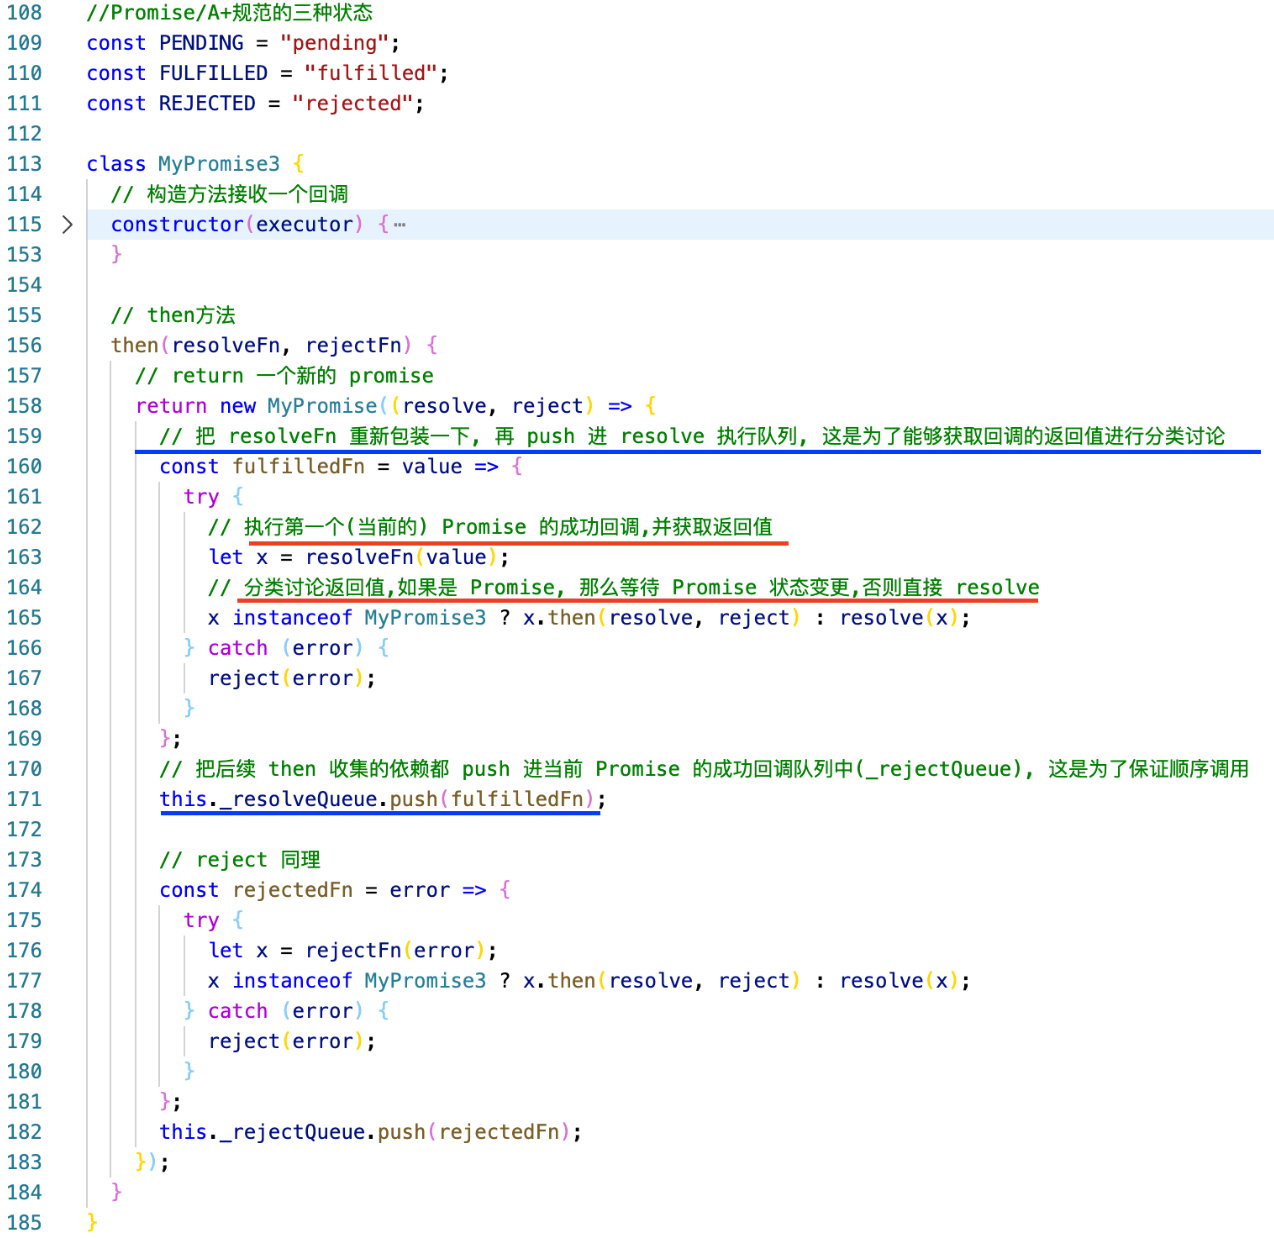 108 //Promise/A+规范的三种状态
109 const PENDING = "pending";
110 const FULFILLED = "fulfilled";
111 const REJECTED = "rejected";
112
113 class MyPromise3 {
114 // 构造方法接收一个回调
115 constructor(executor) { ⋯
153 }
154
155 // then方法
156 then(resolveFn, rejectFn) {
157 // return 一个新的 promise
158 return new MyPromise((resolve, reject) => {
159 // 把 resolveFn 重新包装一下, 再 push 进 resolve 执行队列, 这是为了能够获取回调的返回值进行分类讨论
160 const fulfilledFn = value => {
161 try {
162 // 执行第一个(当前的) Promise 的成功回调,并获取返回值
163 let x = resolveFn(value);
164 // 分类讨论返回值,如果是 Promise, 那么等待 Promise 状态变更,否则直接 resolve
165 x instanceof MyPromise3 ? x.then(resolve, reject) : resolve(x);
166 } catch (error) {
167 reject(error);
168 }
169 };
170 // 把后续 then 收集的依赖都 push 进当前 Promise 的成功回调队列中(_rejectQueue), 这是为了保证顺序调用
171 this._resolveQueue.push(fulfilledFn);
172
173 // reject 同理
174 const rejectedFn = error => {
175 try {
176 let x = rejectFn(error);
177 x instanceof MyPromise3 ? x.then(resolve, reject) : resolve(x);
178 } catch (error) {
179 reject(error);
180 }
181 };
182 this._rejectQueue.push(rejectedFn);
183 });
184 }
185 }